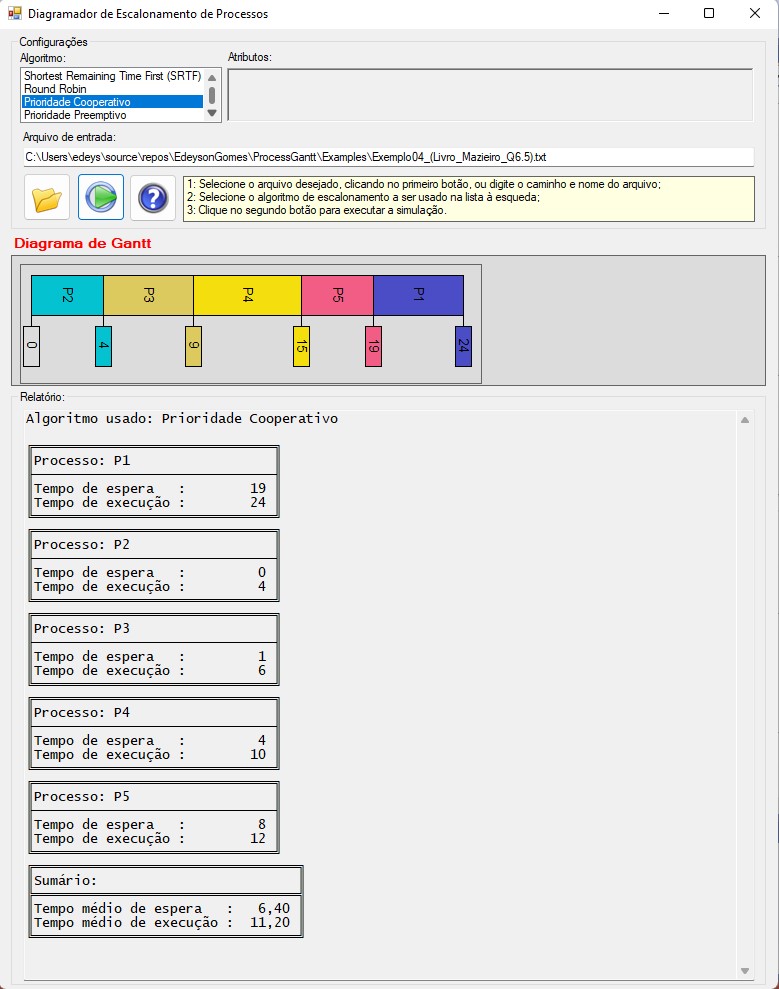 Diagramador de Escalonamento de Processos
Configurações
Algoritmo:
Atributos:
Shortest Remaining Time First (SRTF)
Round Robin
Prioridade Cooperativo
Prioridade Preemptivo
Arquivo de entrada:
C:\Users\edeys\source\repos\EdeysonGomes\ProcessGantt\Examples\Exemplo04_(Livro_Mazieiro_Q6.5).txt
1: Selecione o arquivo desejado, clicando no primeiro botão, ou digite o caminho e nome do arquivo;
2: Selecione o algoritmo de escalonamento a ser usado na lista à esqueda;
3: Clique no segundo botão para executar a simulação.
Diagrama de Gantt
P2 P3 P4 P5 P1
0 4 9 15 19 24
Relatório:
Algoritmo usado: Prioridade Cooperativo
Processo: P1
Tempo de espera : 19
Tempo de execução : 24
Processo: P2
Tempo de espera : 0
Tempo de execução : 4
Processo: P3
Tempo de espera : 1
Tempo de execução : 6
Processo: P4
Tempo de espera : 4
Tempo de execução : 10
Processo: P5
Tempo de espera : 8
Tempo de execução : 12
Sumário:
Tempo médio de espera : 6,40
Tempo médio de execução : 11,20